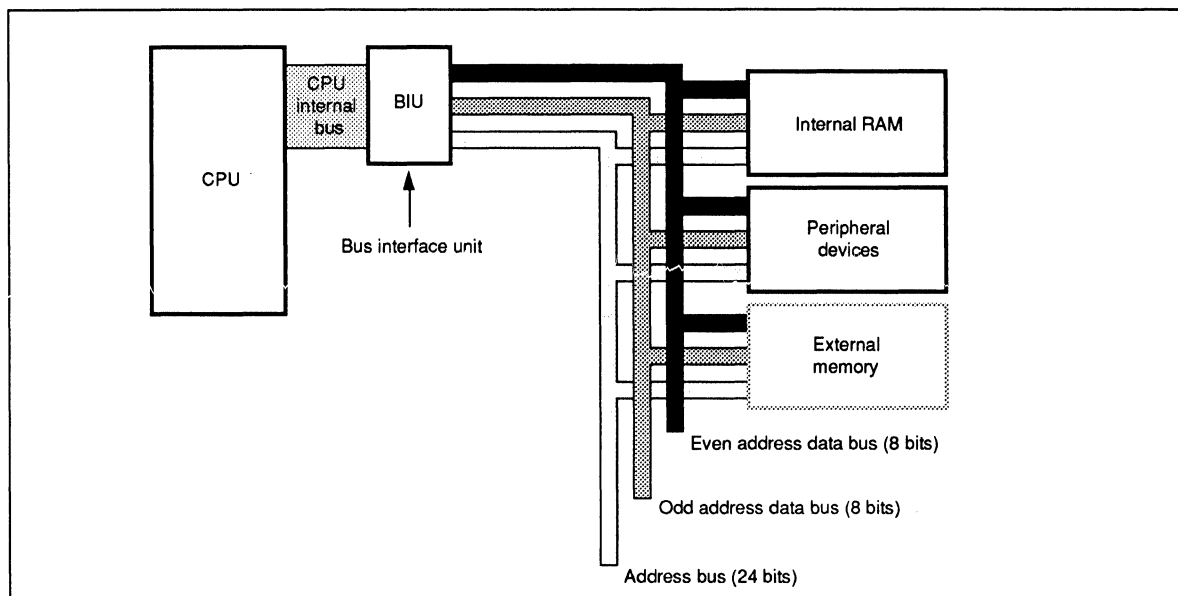 CPU
CPU
internal
bus
BIU
Bus interface unit
Internal RAM
Peripheral
devices
External
memory
Even address data bus (8 bits)
Odd address data bus (8 bits)
Address bus (24 bits)